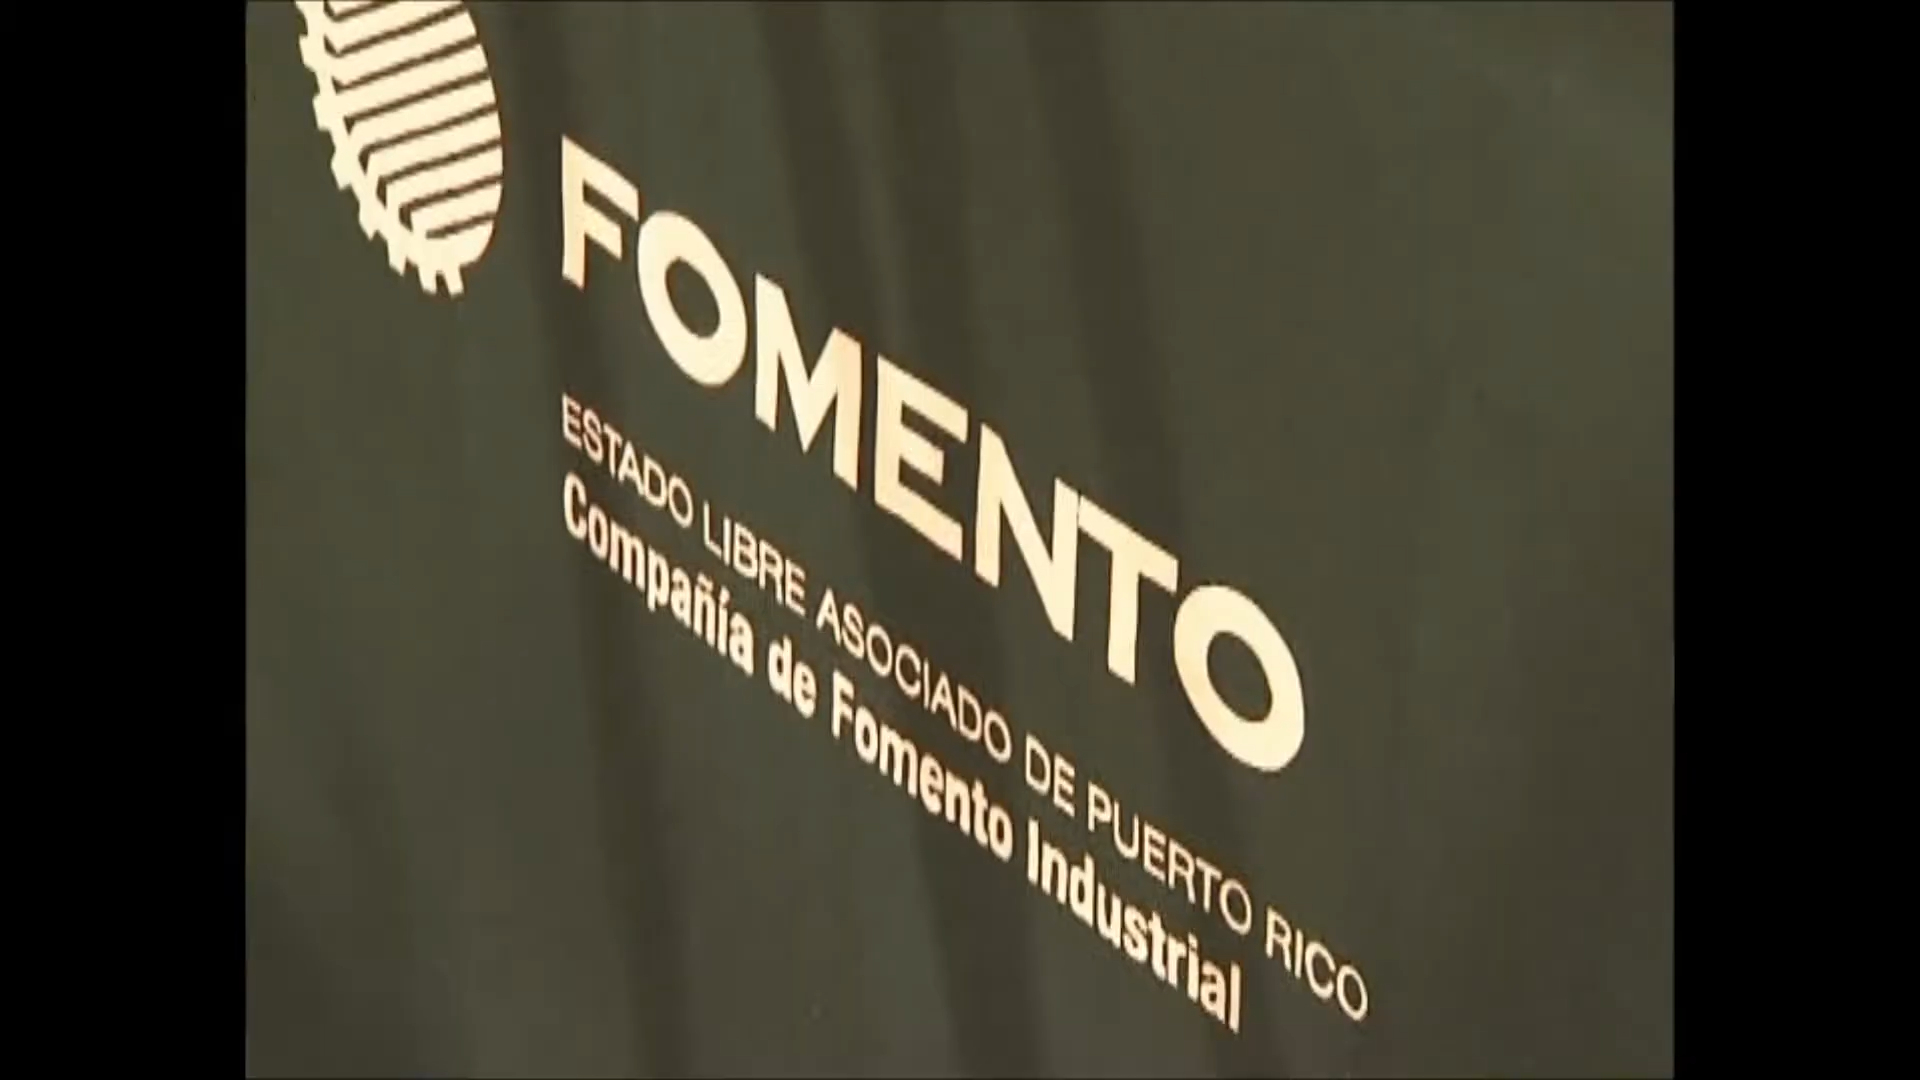 FOMENTO
ESTADO LIBRE ASOCIADO DE PUERTO RICO
Compañía de Fomento Industrial